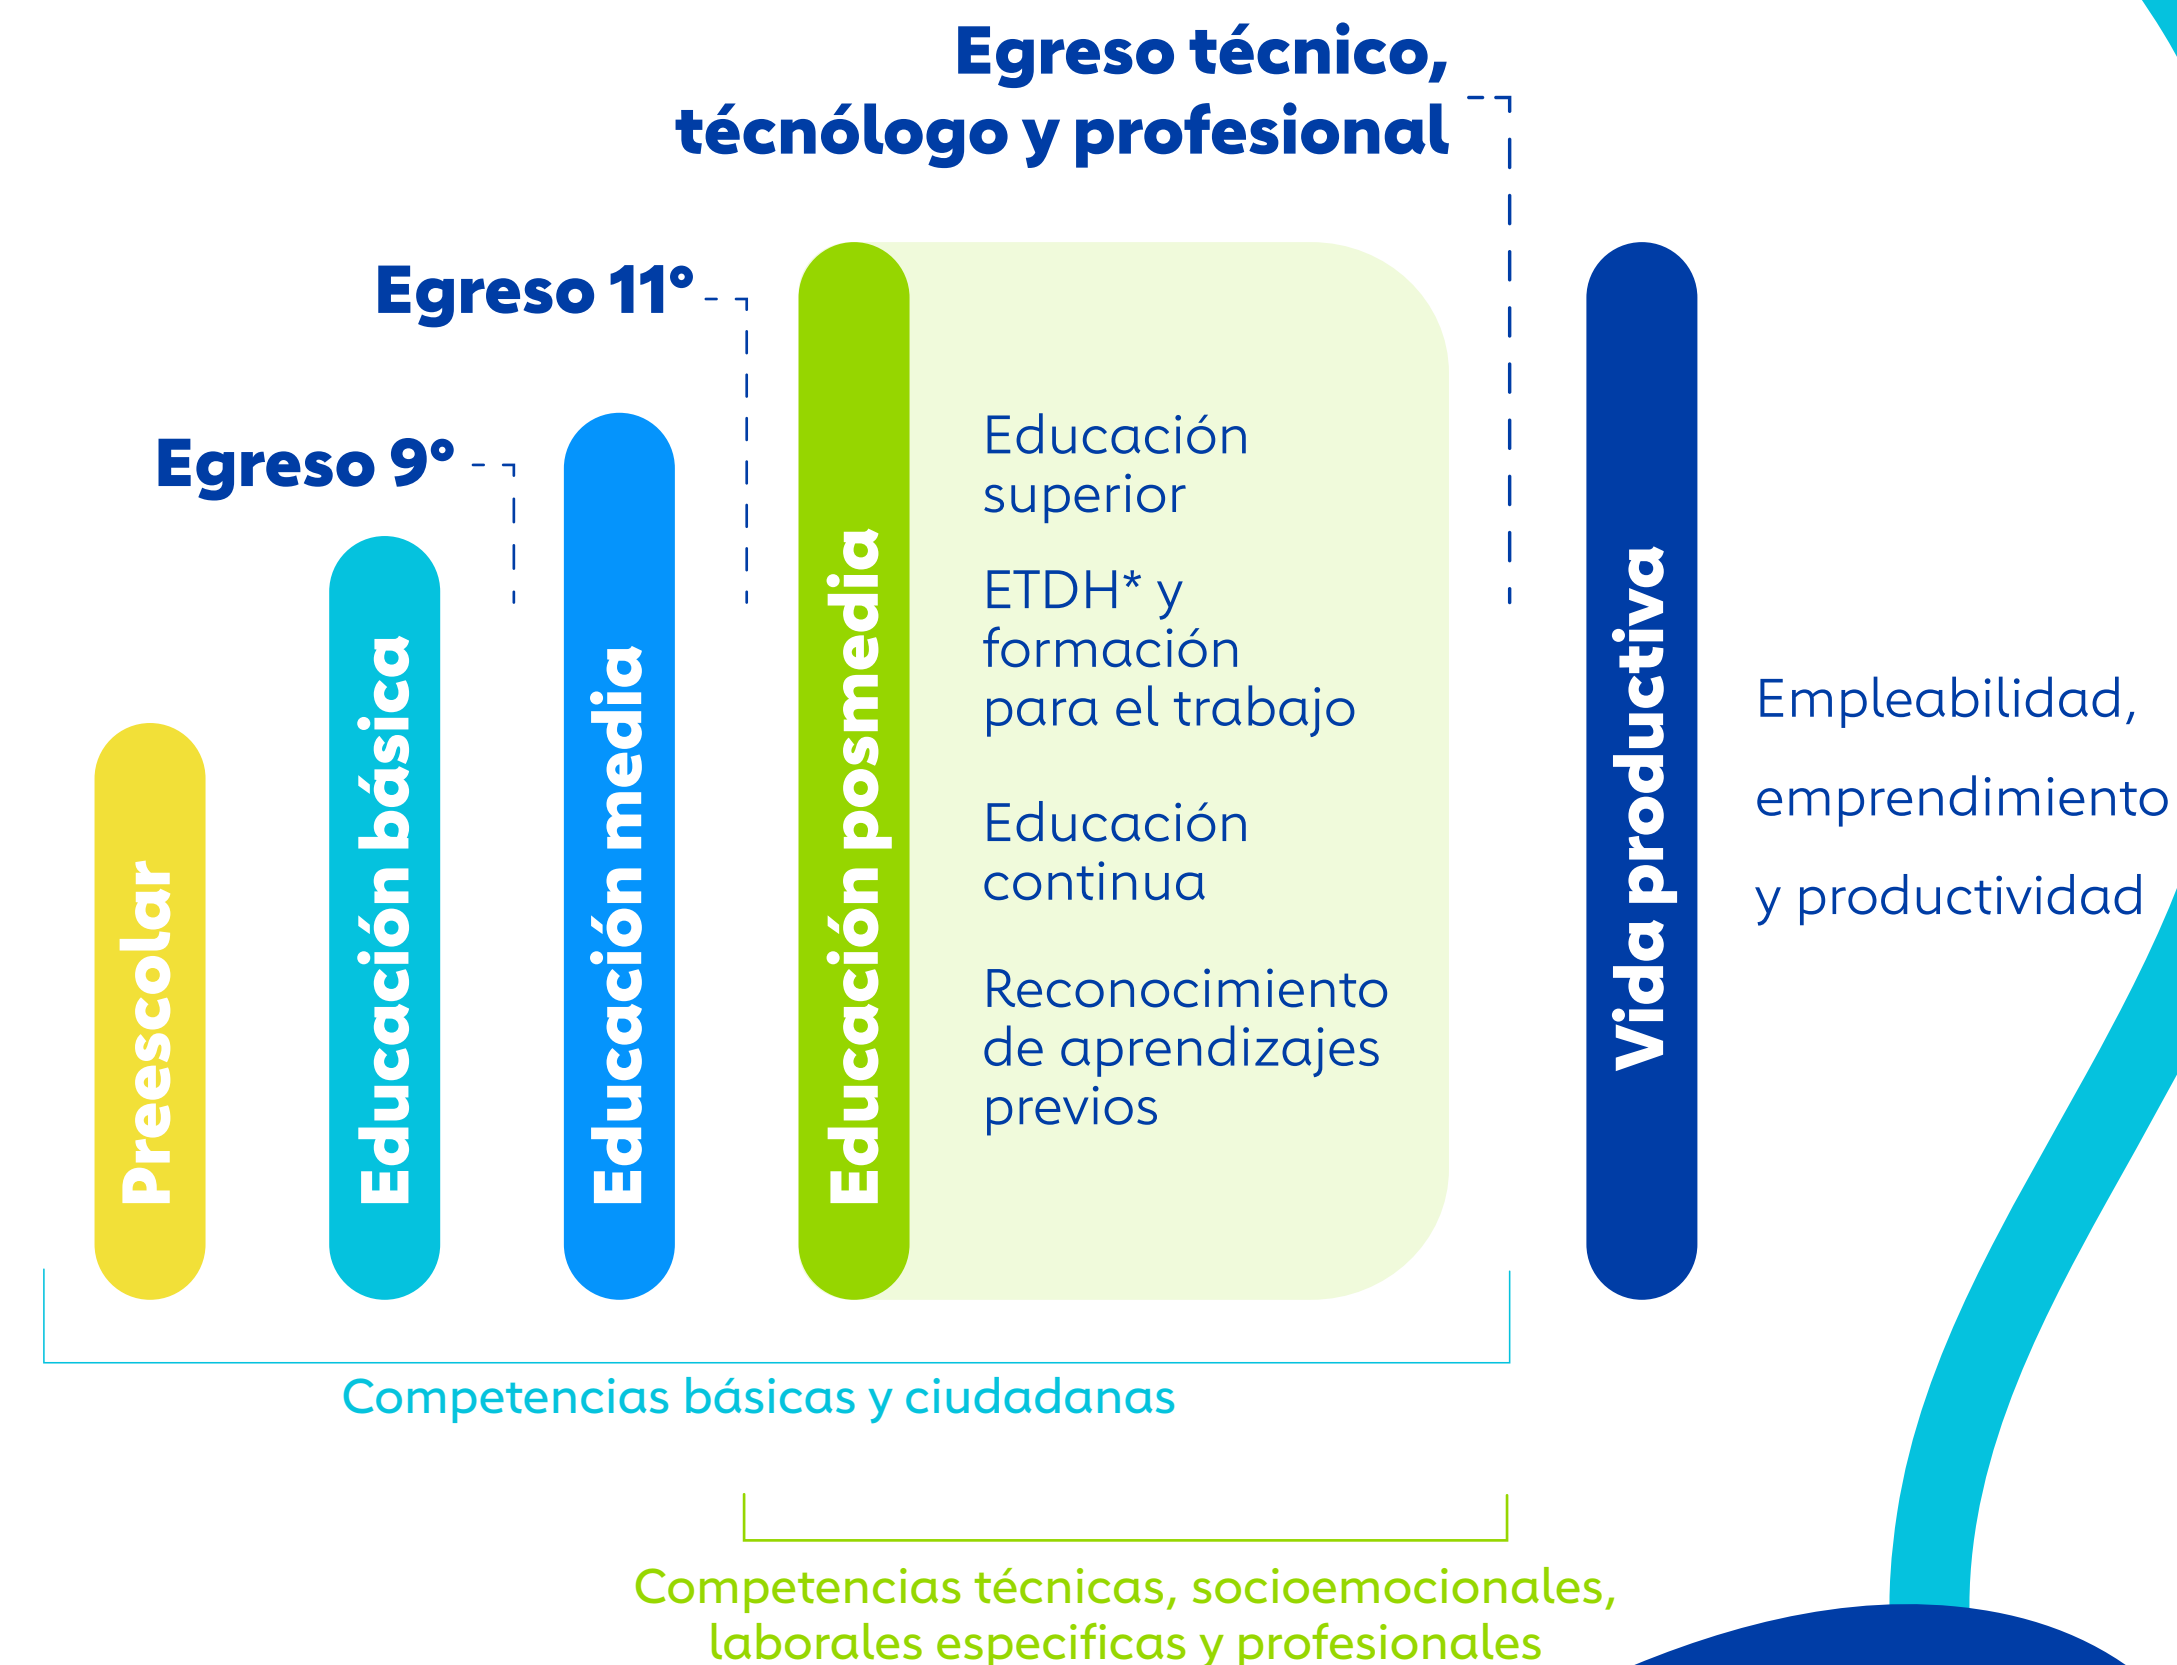 Egreso técnico,
técnólogo y profesional
Egreso 11°
Egreso 9°
Preescolar
Educación básica
Educación media
Educación posmedia
Educación
superior
ETDH* y
formación
para el trabajo
Educación
continua
Reconocimiento
de aprendizajes
previos
Vida productiva
Empleabilidad,
emprendimiento
y productividad
Competencias básicas y ciudadanas
Competencias técnicas, socioemocionales,
laborales especificas y profesionales